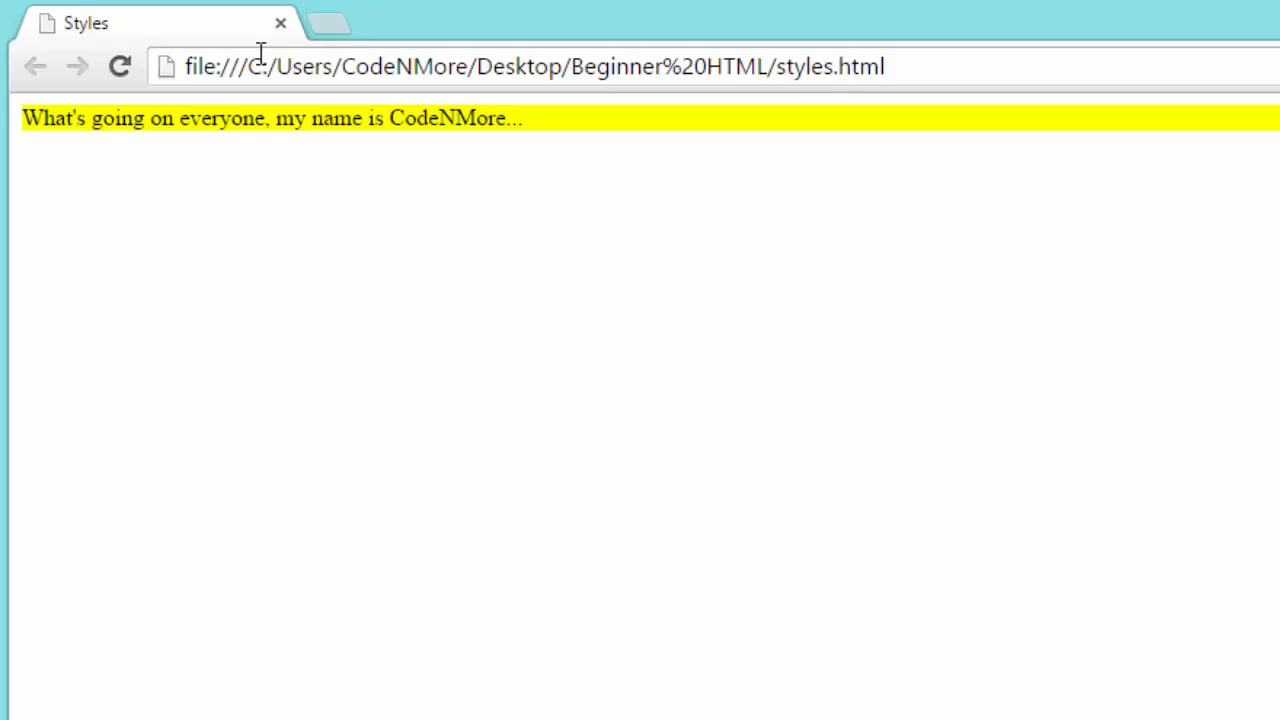 Styles
file:///C:/Users/CodeNMore/Desktop/Beginner%20HTML/styles.html
What's going on everyone, my name is CodeNMore...